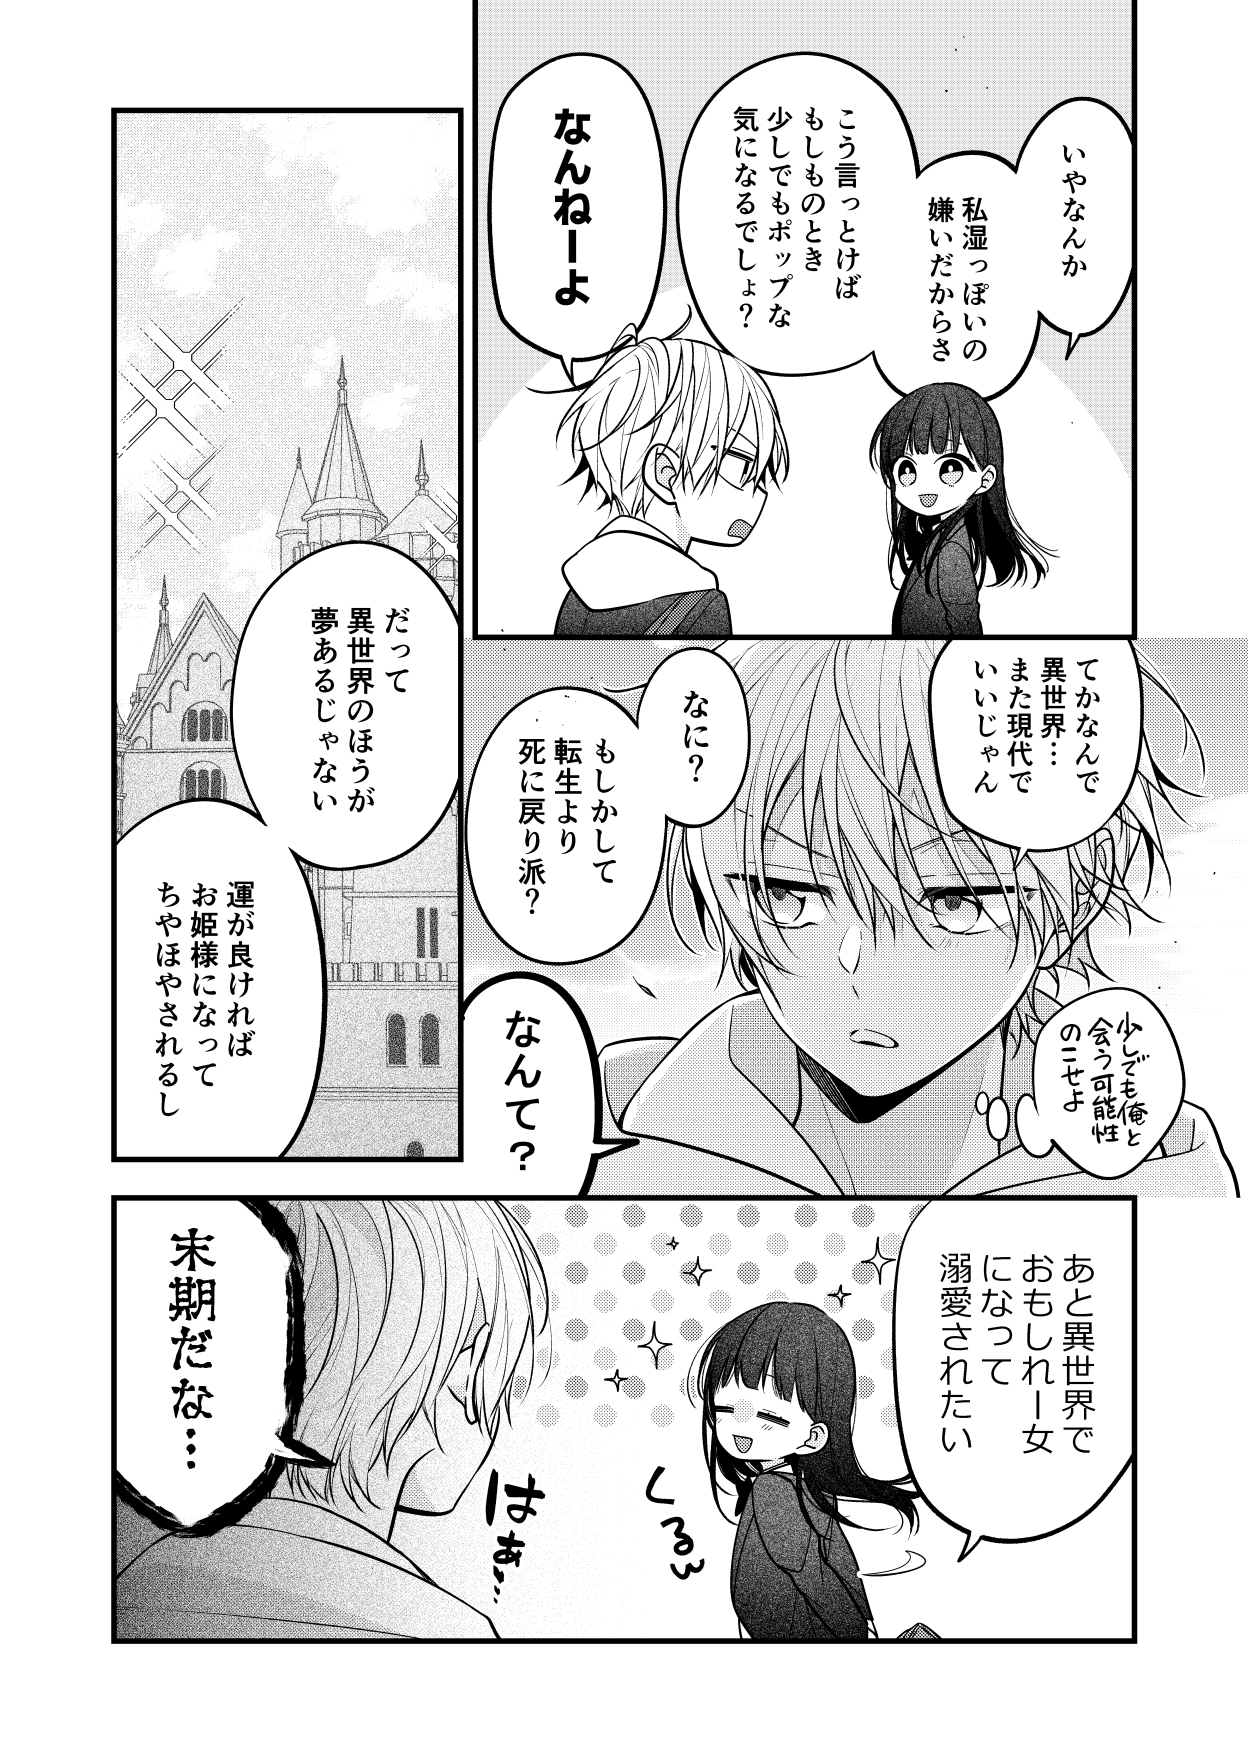 いやなんか
私湿っぽいの
嫌いだからさ
こう言っとけば
もしものとき
少しでもポップな
気になるでしょ？
なんねーよ
てかなんで
異世界…
また現代で
いいじゃん
少しでも俺と
会う可能性
のこせよ
なに？
もしかして
転生より
死に戻り派？
なんて？
だって
異世界のほうが
夢あるじゃない
運が良ければ
お姫様になって
ちやほやされるし
あと異世界で
おもしれー女
になって
溺愛されたい
くるっ
はぁ…
末期だな…